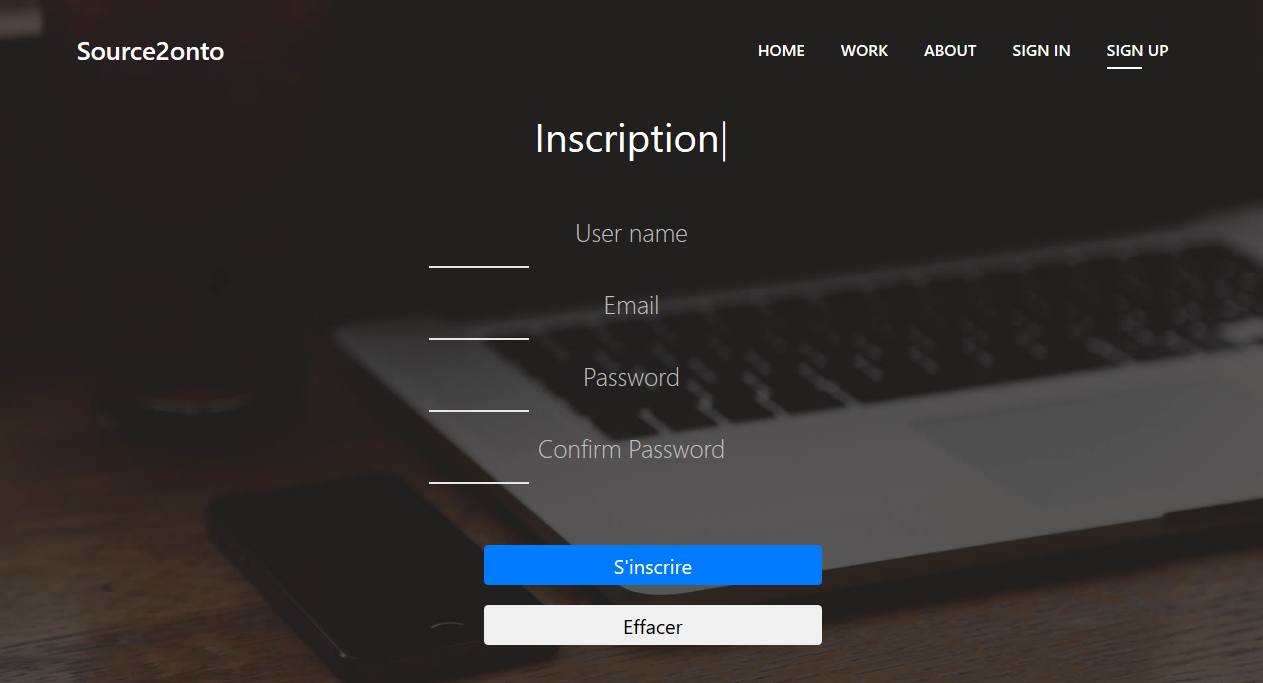 Source2onto
HOME WORK ABOUT SIGN IN SIGN UP
Inscription
User name
Email
Password
Confirm Password
S'inscrire
Effacer